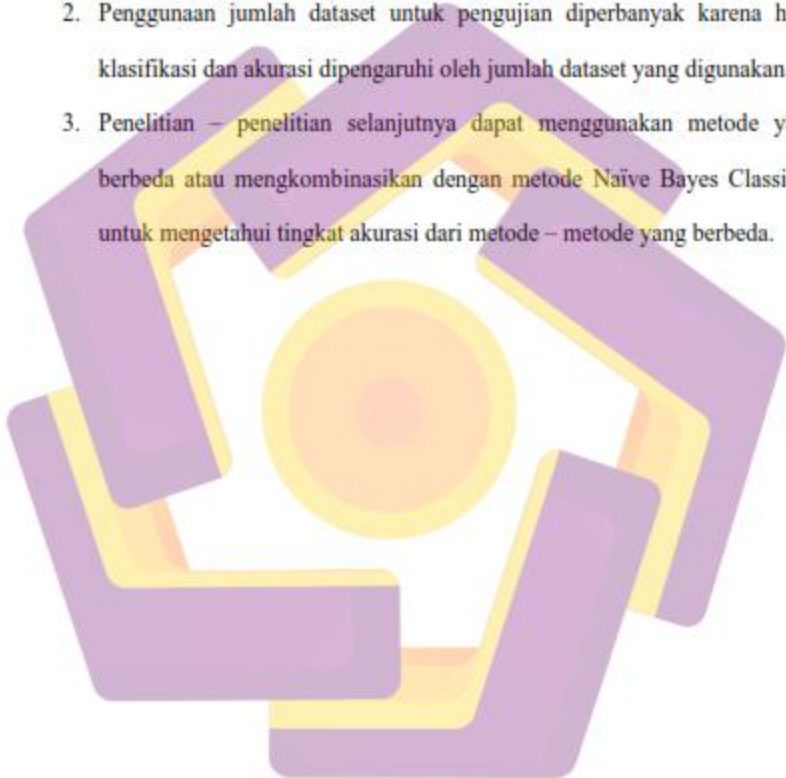 2. Penggunaan jumlah dataset untuk pengujian diperbanyak karena h
klasifikasi dan akurasi dipengaruhi oleh jumlah dataset yang digunakan
3. Penelitian – penelitian selanjutnya dapat menggunakan metode y
berbeda atau mengkombinasikan dengan metode Naïve Bayes Classi
untuk mengetahui tingkat akurasi dari metode – metode yang berbeda.